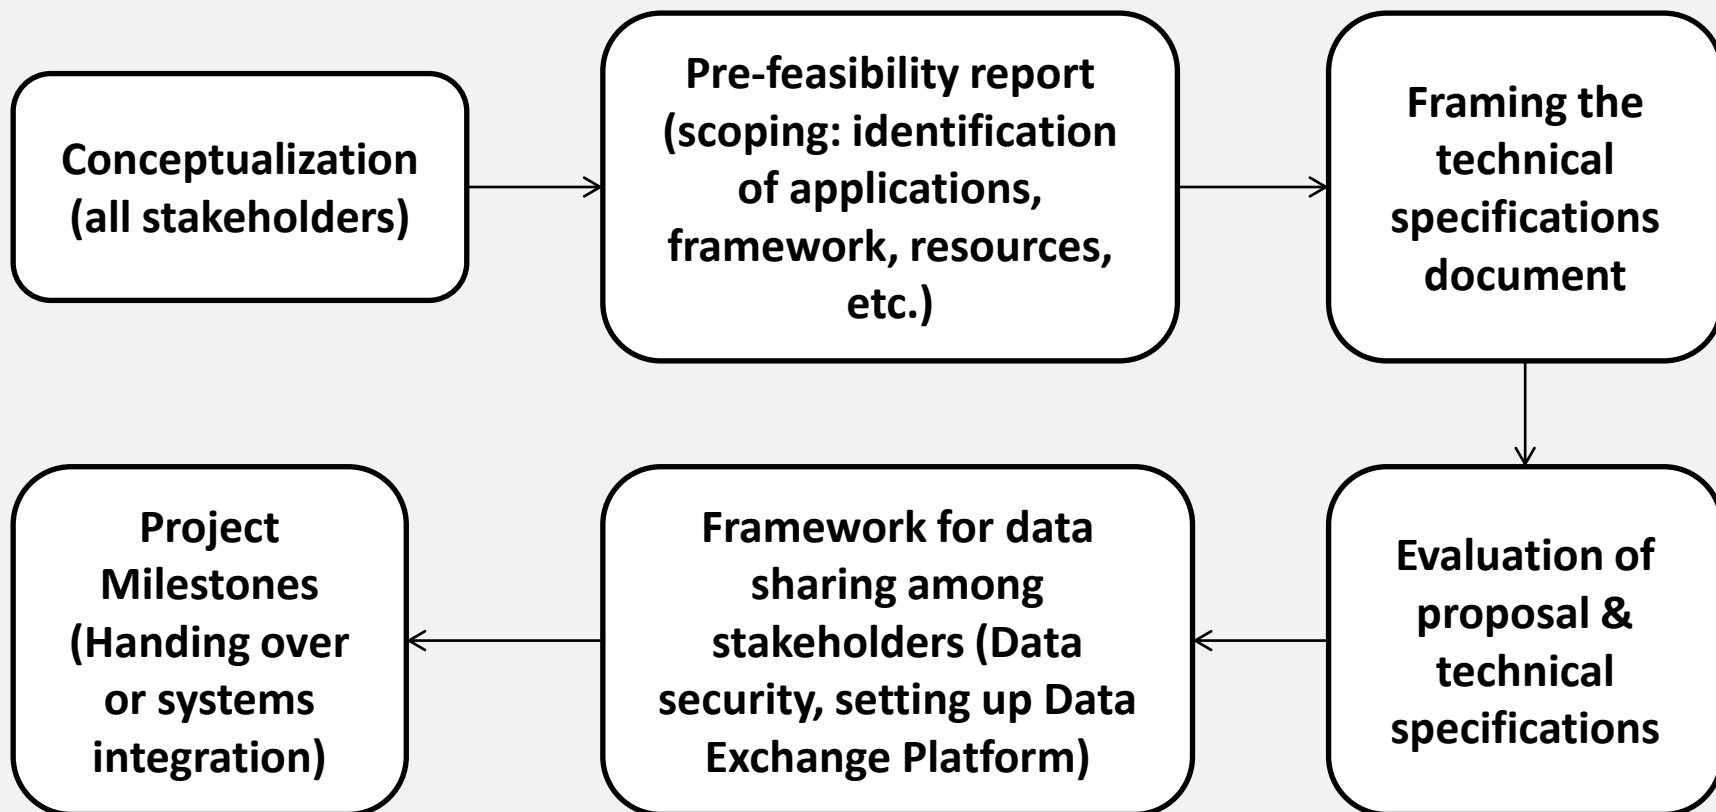 Conceptualization
(all stakeholders)
Pre-feasibility report
(scoping: identification
of applications,
framework, resources,
etc.)
Framing the
technical
specifications
document
Evaluation of
proposal &
technical
specifications
Framework for data
sharing among
stakeholders (Data
security, setting up Data
Exchange Platform)
Project
Milestones
(Handing over
or systems
integration)